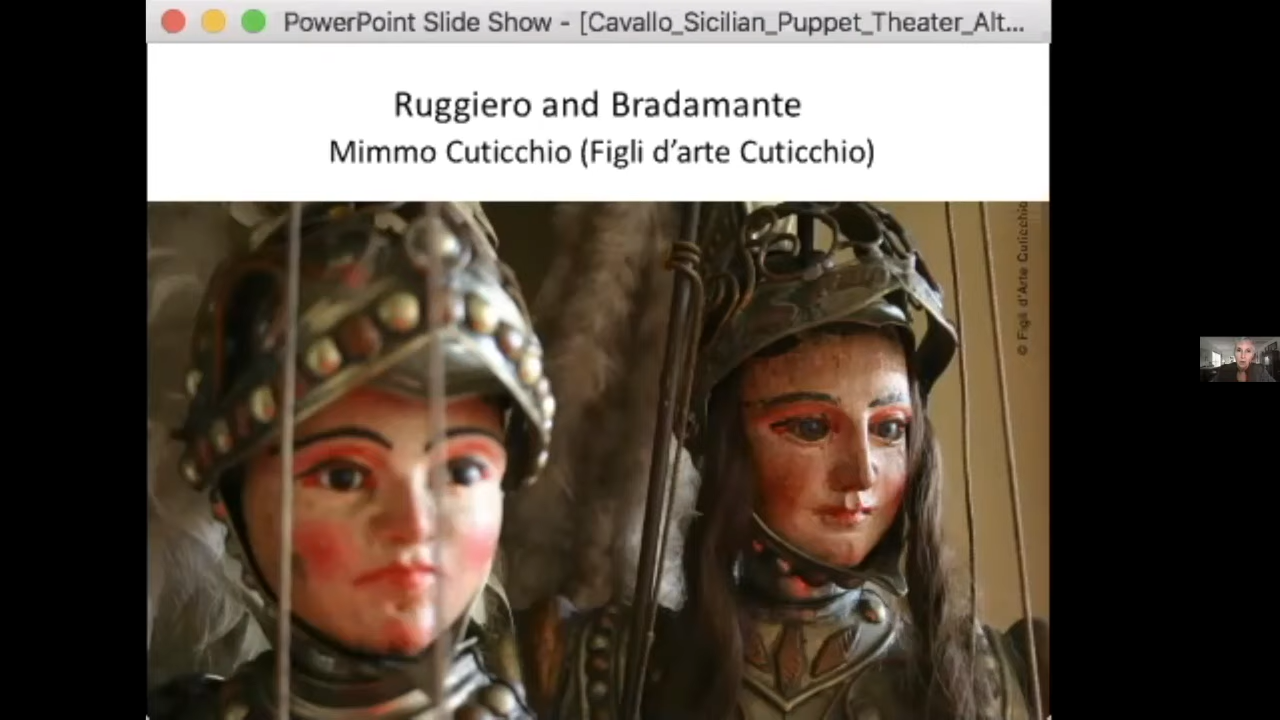 PowerPoint Slide Show - [Cavallo_Sicilian_Puppet_Theater_Alt...
Ruggiero and Bradamante
Mimmo Cuticchio (Figli d’arte Cuticchio)
© Figli d'Arte Cuticchio